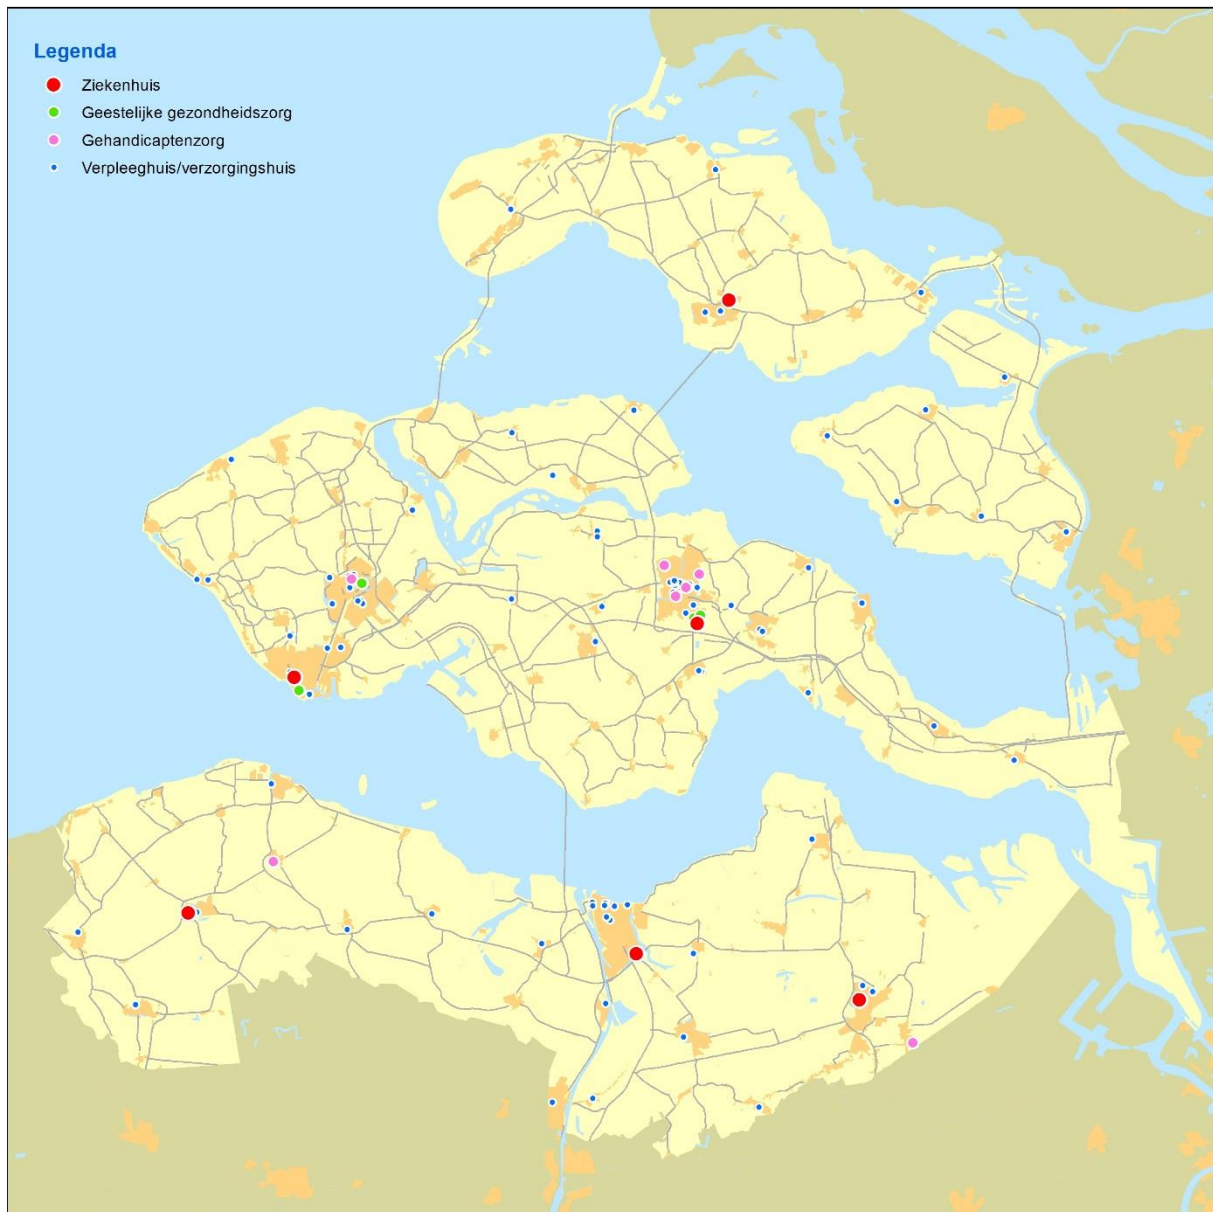 Legenda
Ziekenhuis
Geestelijke gezondheidszorg
Gehandicaptenzorg
Verpleeghuis/verzorgingshuis